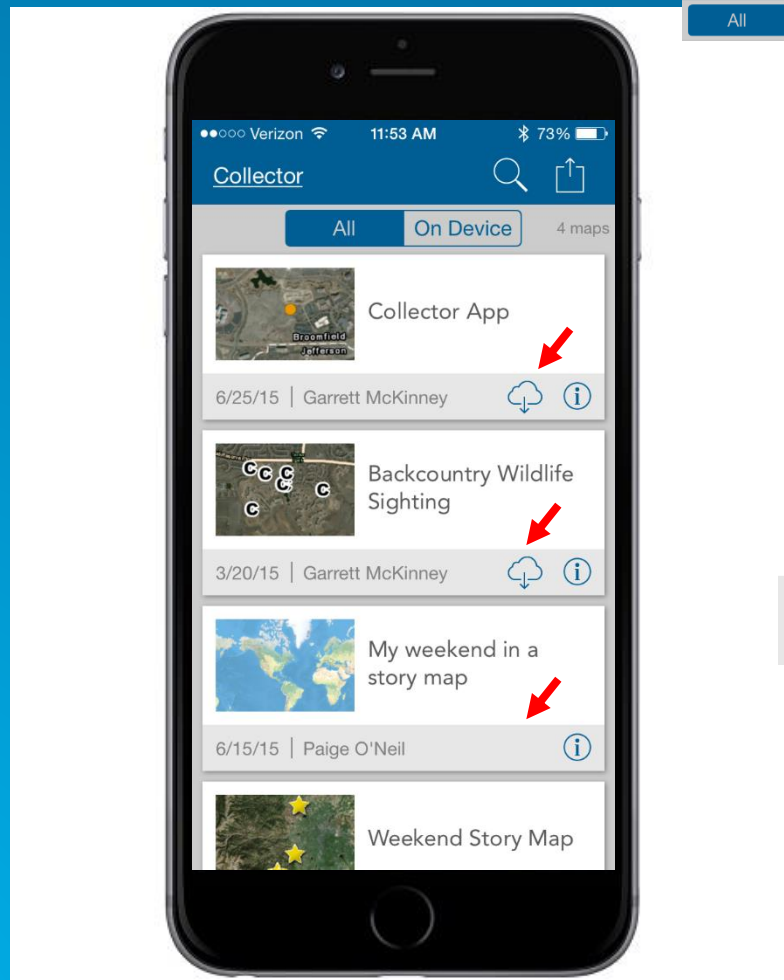 All
Verizon 11:53 AM 73%
Collector
All On Device 4 maps
Broomfield
Jefferson
Collector App
6/25/15 | Garrett McKinney i
C C C C C C
Backcountry Wildlife
Sighting
3/20/15 | Garrett McKinney i
My weekend in a
story map
6/15/15 | Paige O'Neil i
Weekend Story Map